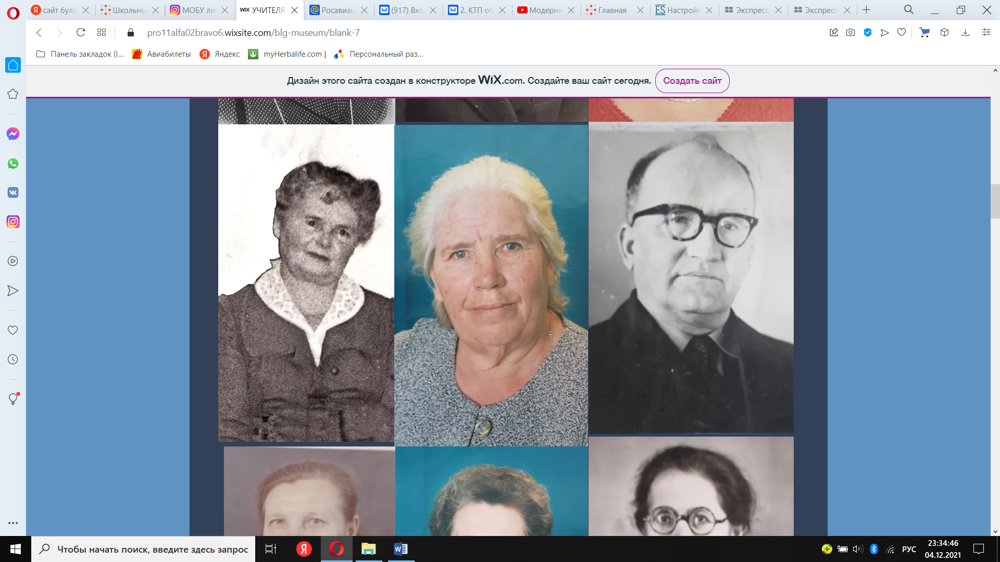 сайт булга
Школьны
МОБУ ли
WiX УЧИТЕЛЯ
Росавиац
(917) Вхо
2. КТП об
Модерни
Главная
ES Настройк
Экспресс
Экспресс
pro11alfa02bravo6.wixsite.com/blg-museum/blank-7
Панель закладок (I...
Авиабилеты
Яндекс
myHerbalife.com |
Персональный раз...
Дизайн этого сайта создан в конструкторе WiX.com. Создайте ваш сайт сегодня.
Создать сайт
Чтобы начать поиск, введите здесь запрос
РУС
23:34:46
04.12.2021